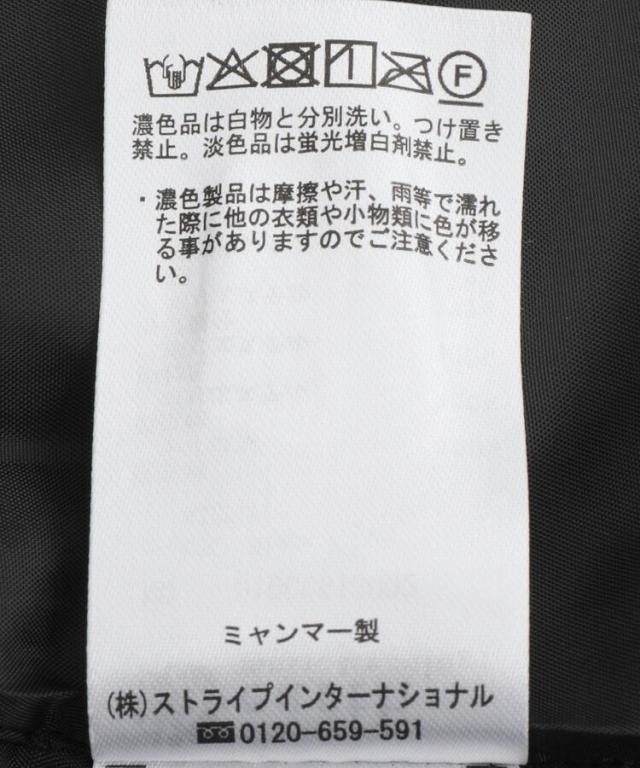 F
濃色品は白物と分別洗い。つけ置き
禁止。淡色品は蛍光増白剤禁止。
・濃色製品は摩擦や汗、雨等で濡れ
た際に他の衣類や小物類に色が移
る事がありますのでご注意くださ
い。
ミャンマー製
(株)ストライプインターナショナル
0120-659-591